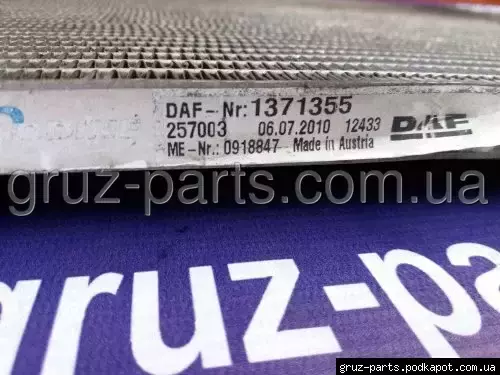 DAF-Nr: 1371355
257003 06.07.2010 12433 DAF
ME-Nr.: 0918847 Made in Austria
gruz-parts.com.ua
gruz-pa
gruz-parts.podkapot.com.ua